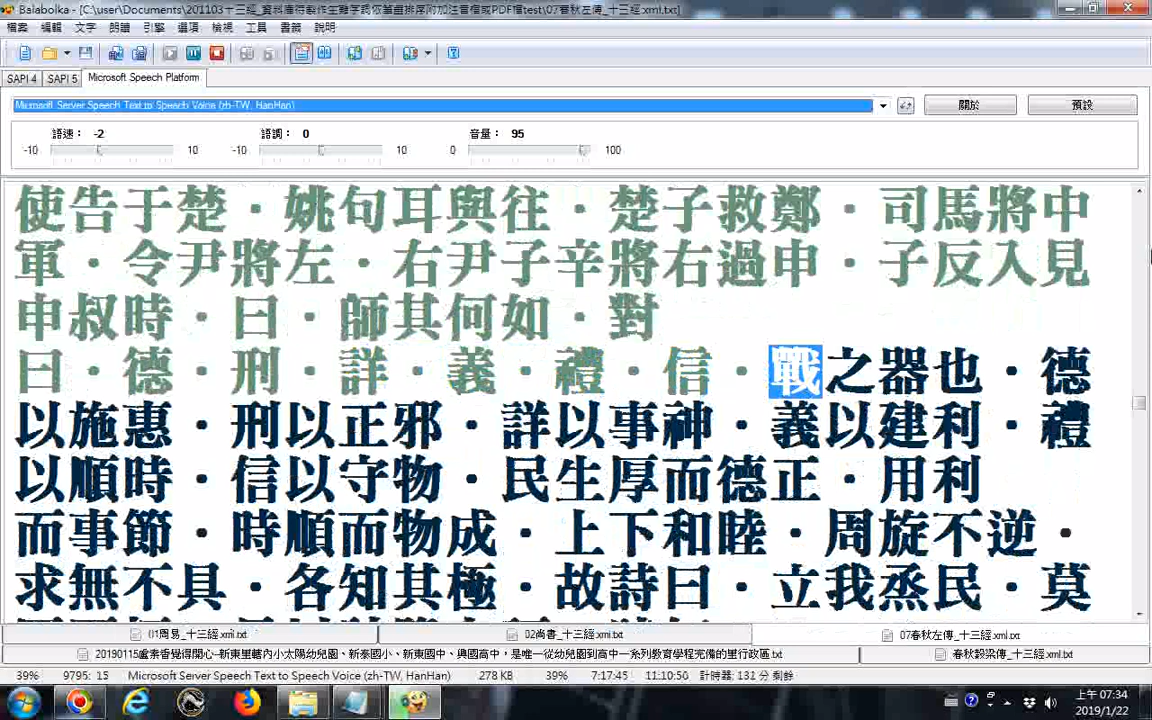 Balabolka - [C:\user\Documents\201103十三經_資料庫待製作生難字詞依筆畫排序附加注音檔或PDF檔test\07春秋左傳_十三經.xml.txt]
檔案 編輯 文字 朗讀 引擎 選項 檢視 工具 書籤 說明
SAPI 4 SAPI 5 Microsoft Speech Platform
Microsoft Server Speech Text to Speech Voice (zh-TW, HanHan) 關於 預設
語速： -2 語調： 0 音量： 95
-10 10 -10 10 0 100
使告于楚．姚句耳與往．楚子救鄭．司馬將中
軍．令尹將左．右尹子辛將右過申．子反入見
申叔時．曰．師其何如．對
曰．德．刑．詳．義．禮．信．戰之器也．德
以施惠．刑以正邪．詳以事神．義以建利．禮
以順時．信以守物．民生厚而德正．用利
而事節．時順而物成．上下和睦．周旋不逆．
求無不具．各知其極．故詩曰．立我烝民．莫
01周易_十三經.xml.txt 02尚書_十三經.xml.txt 07春秋左傳_十三經.xml.txt
20190115盧素香覺得開心--新東里轄內小太陽幼兒園、新泰國小、新東國中、興國高中，是唯一從幼兒園到高中一系列教育學程完備的里行政區.txt 春秋穀梁傳_十三經.xml.txt
39% 9795: 15 Microsoft Server Speech Text to Speech Voice (zh-TW, HanHan) 278 KB 39% 7:17:45 11:10:50 計時器: 131 分 剩餘
上午 07:34
2019/1/22